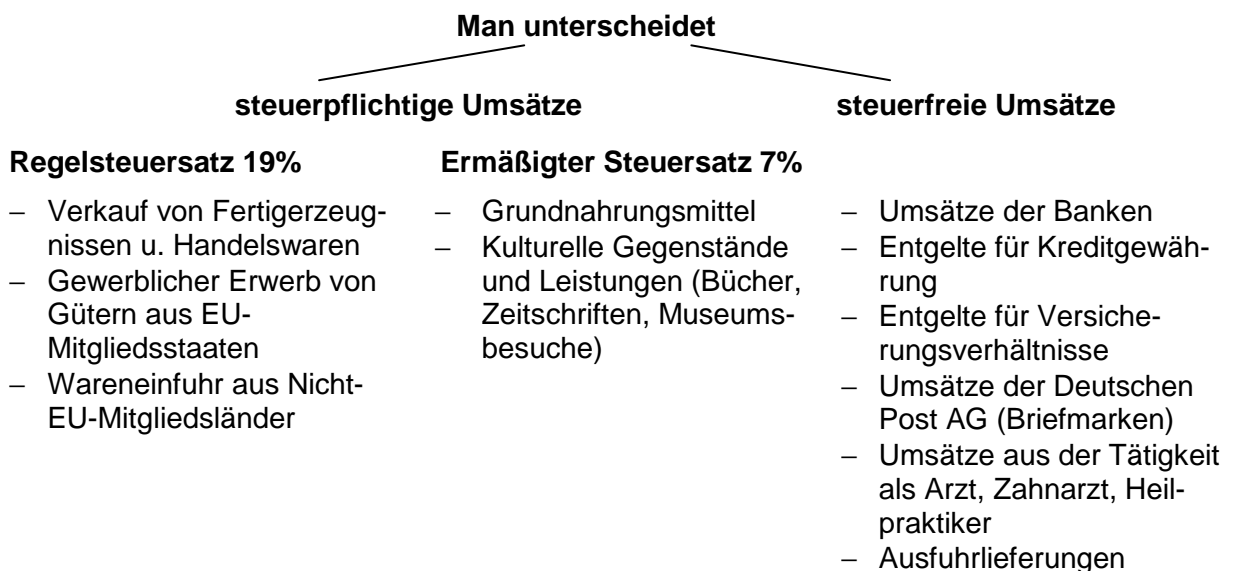 Man unterscheidet
steuerpflichtige Umsätze
steuerfreie Umsätze
Regelsteuersatz 19%
– Verkauf von Fertigerzeug-
nissen u. Handelswaren
– Gewerblicher Erwerb von
Gütern aus EU-
Mitgliedsstaaten
– Wareneinfuhr aus Nicht-
EU-Mitgliedsländer
Ermäßigter Steuersatz 7%
– Grundnahrungsmittel
– Kulturelle Gegenstände
und Leistungen (Bücher,
Zeitschriften, Museums-
besuche)
– Umsätze der Banken
– Entgelte für Kreditgewäh-
rung
– Entgelte für Versiche-
rungsverhältnisse
– Umsätze der Deutschen
Post AG (Briefmarken)
– Umsätze aus der Tätigkeit
als Arzt, Zahnarzt, Heil-
praktiker
– Ausfuhrlieferungen